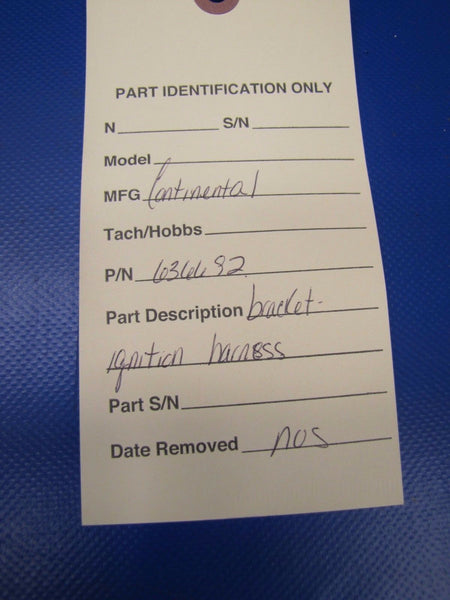 PART IDENTIFICATION ONLY
N S/N
Model
MFG Continental
Tach/Hobbs
P/N 636692
Part Description bracket-
ignition harness
Part S/N
Date Removed nos